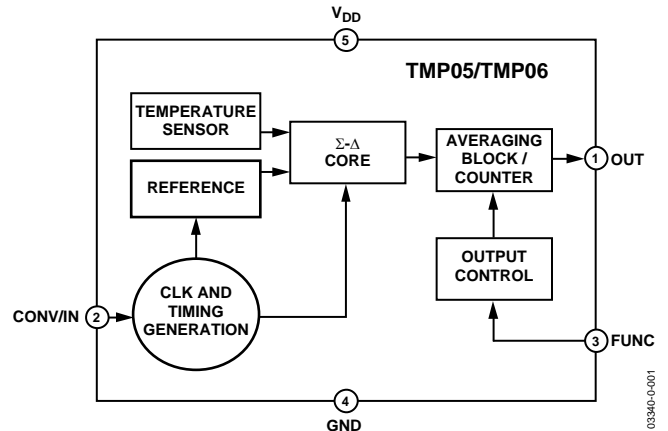 VDD
5
TMP05/TMP06
TEMPERATURE
SENSOR
Σ-Δ
CORE
AVERAGING
BLOCK /
COUNTER
1
OUT
REFERENCE
OUTPUT
CONTROL
CLK AND
TIMING
GENERATION
CONV/IN
2
3
FUNC
4
GND
03340-0-001